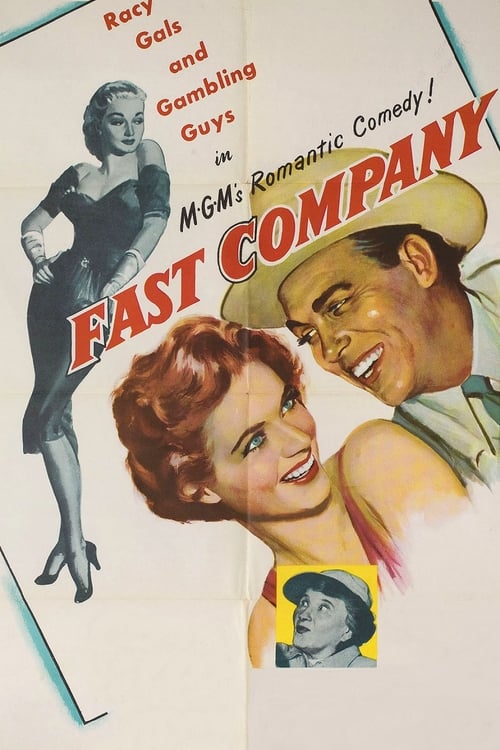 Racy
Gals
and
Gambling
Guys
in
M·G·M's Romantic Comedy!
FAST COMPANY